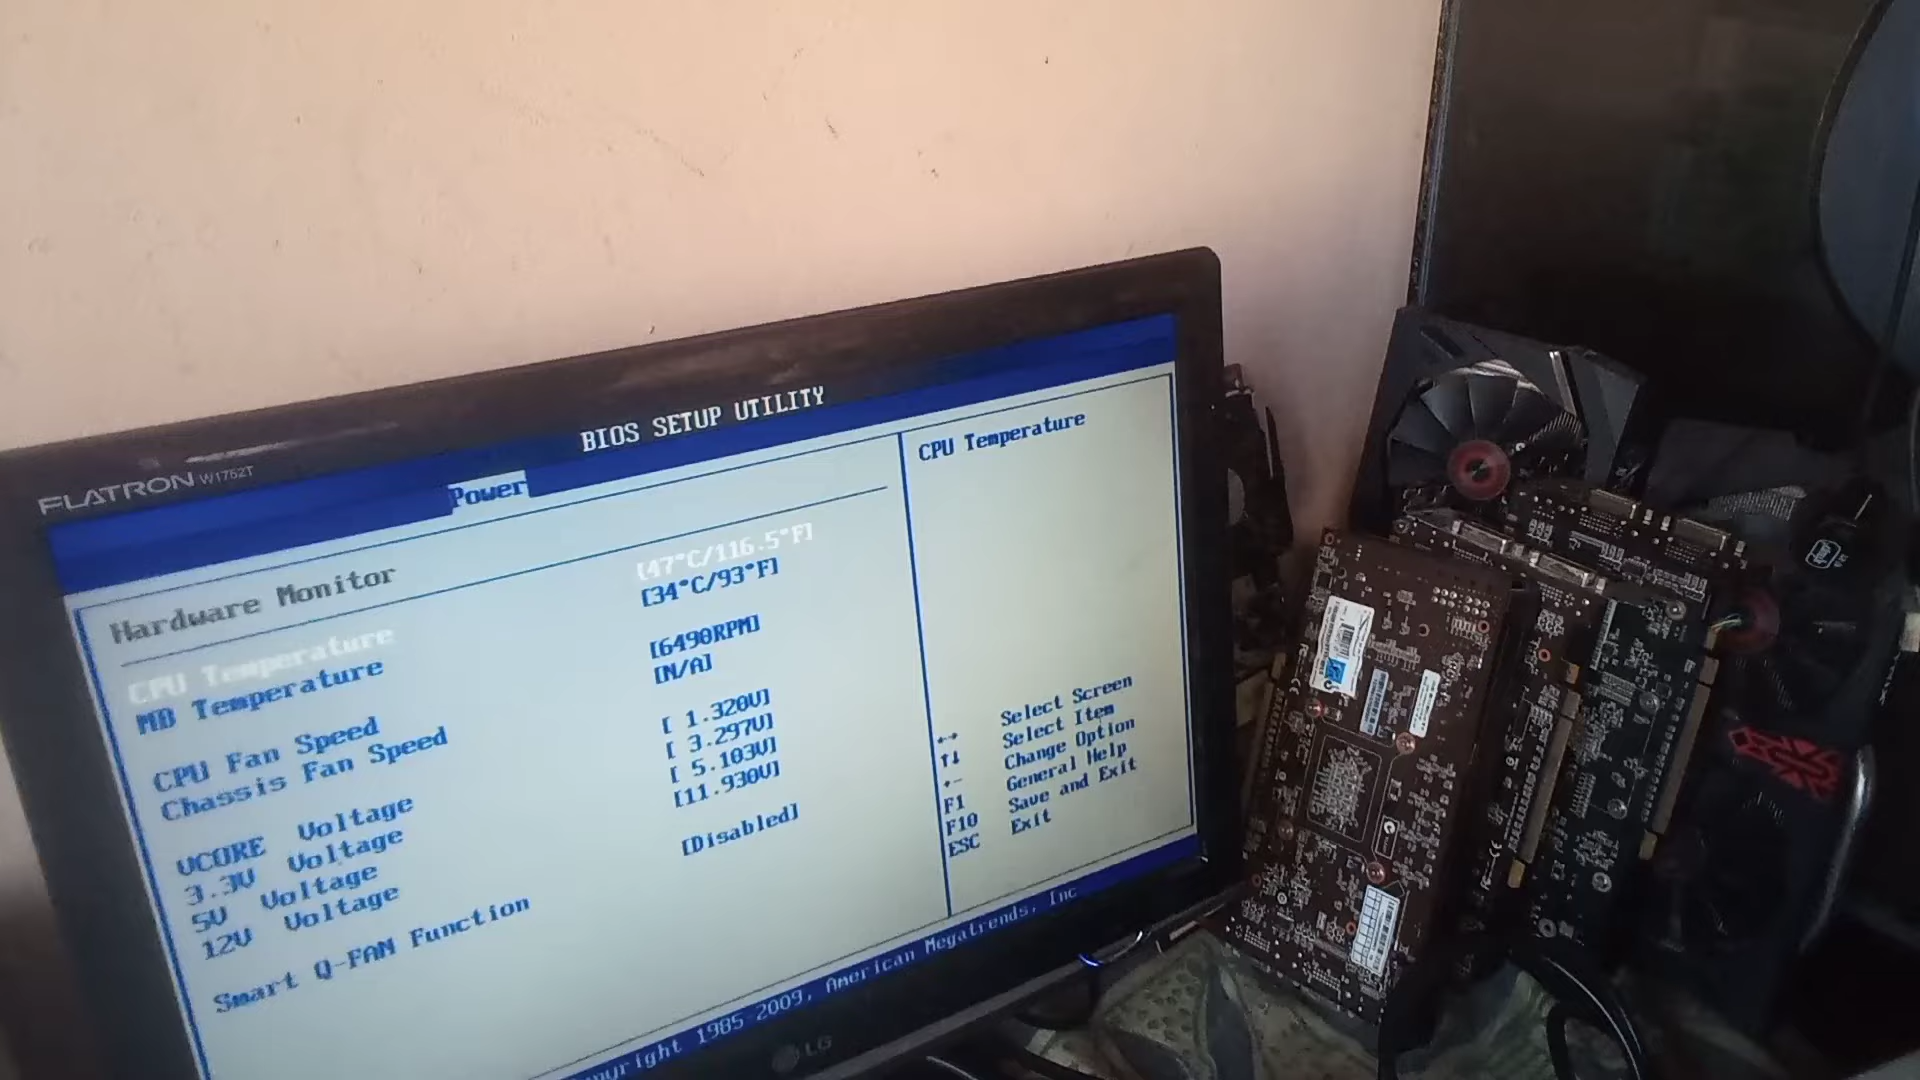 FLATRON W1752T
BIOS SETUP UTILITY
Power
Hardware Monitor
CPU Temperature [47°C/116.5°F]
MB Temperature [34°C/93°F]
CPU Fan Speed [6490RPM]
Chassis Fan Speed [N/A]
VCORE Voltage [ 1.320V]
3.3V Voltage [ 3.297V]
5V Voltage [ 5.103V]
12V Voltage [11.930V]
Smart Q-FAN Function [Disabled]
CPU Temperature
←→ Select Screen
↑↓ Select Item
+- Change Option
F1 General Help
F10 Save and Exit
ESC Exit
pyright 1985-2009, American Megatrends, Inc
LG